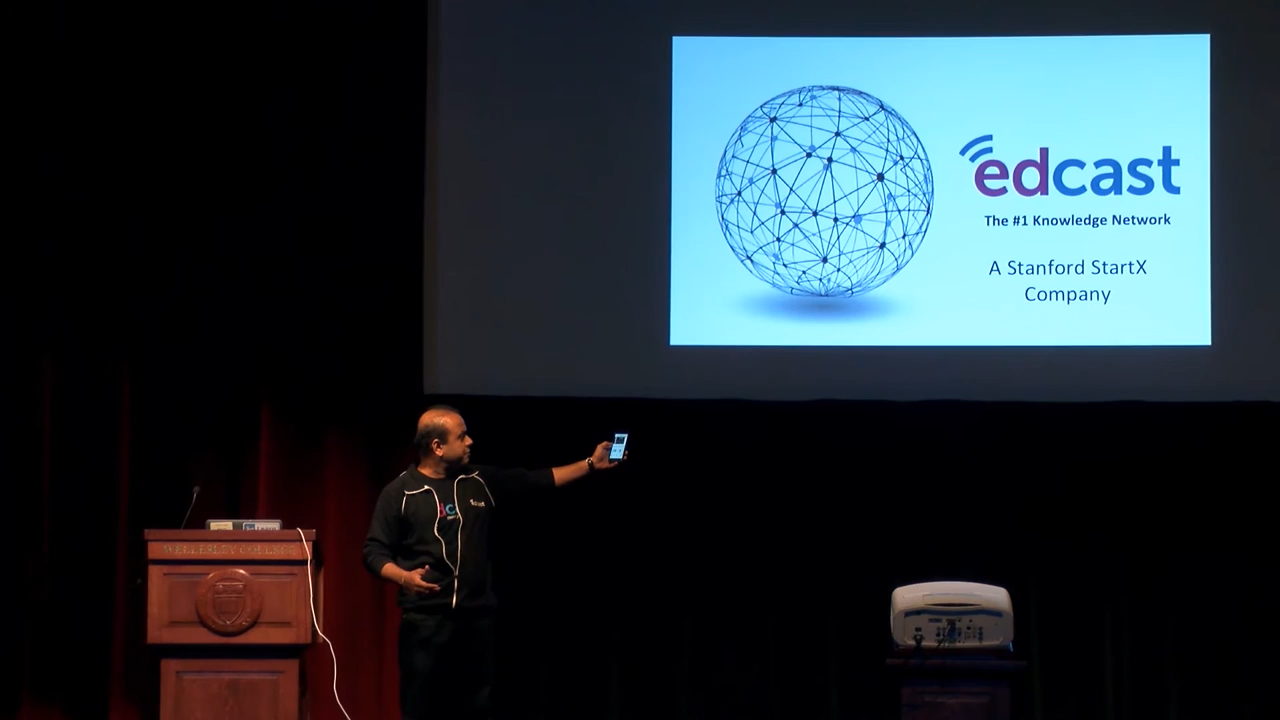 edcast
The #1 Knowledge Network
A Stanford StartX
Company
WELLESLEY COLLEGE